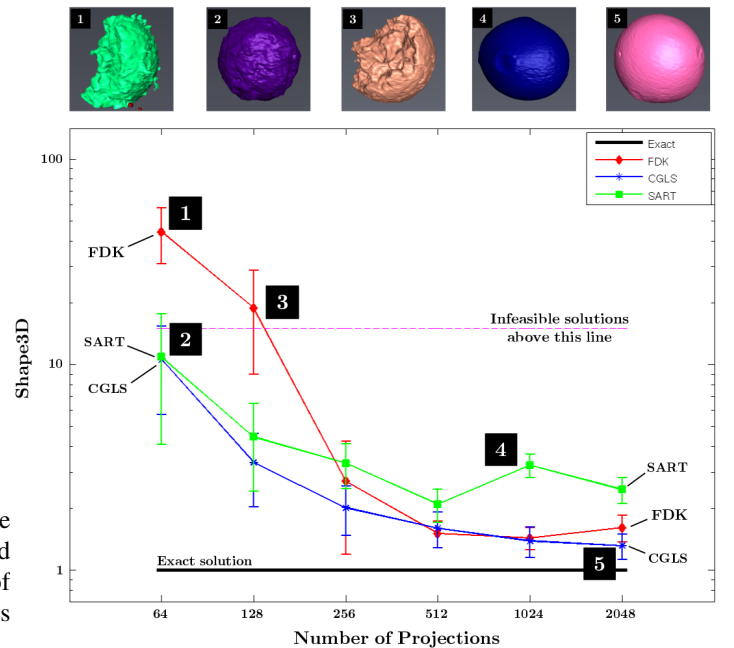 1
2
3
4
5
100
10
1
Shape3D
Exact
FDK
CGLS
SART
FDK
1
3
Infeasible solutions
above this line
SART
2
CGLS
4
SART
FDK
CGLS
5
Exact solution
64
128
256
512
1024
2048
Number of Projections
e
d
of
s